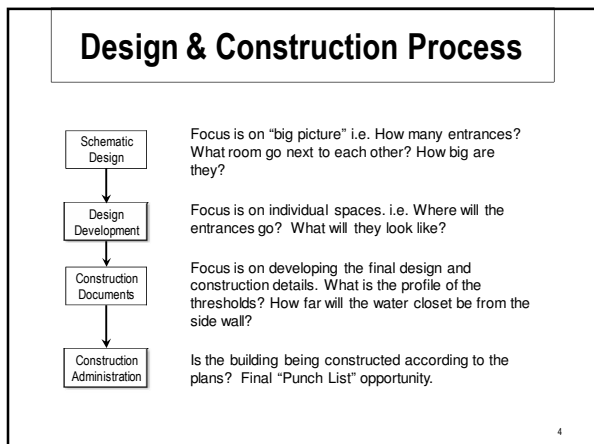 Design & Construction Process
Schematic
Design
Focus is on “big picture” i.e. How many entrances?
What room go next to each other? How big are
they?
Design
Development
Focus is on individual spaces. i.e. Where will the
entrances go? What will they look like?
Construction
Documents
Focus is on developing the final design and
construction details. What is the profile of the
thresholds? How far will the water closet be from the
side wall?
Construction
Administration
Is the building being constructed according to the
plans? Final “Punch List” opportunity.
4